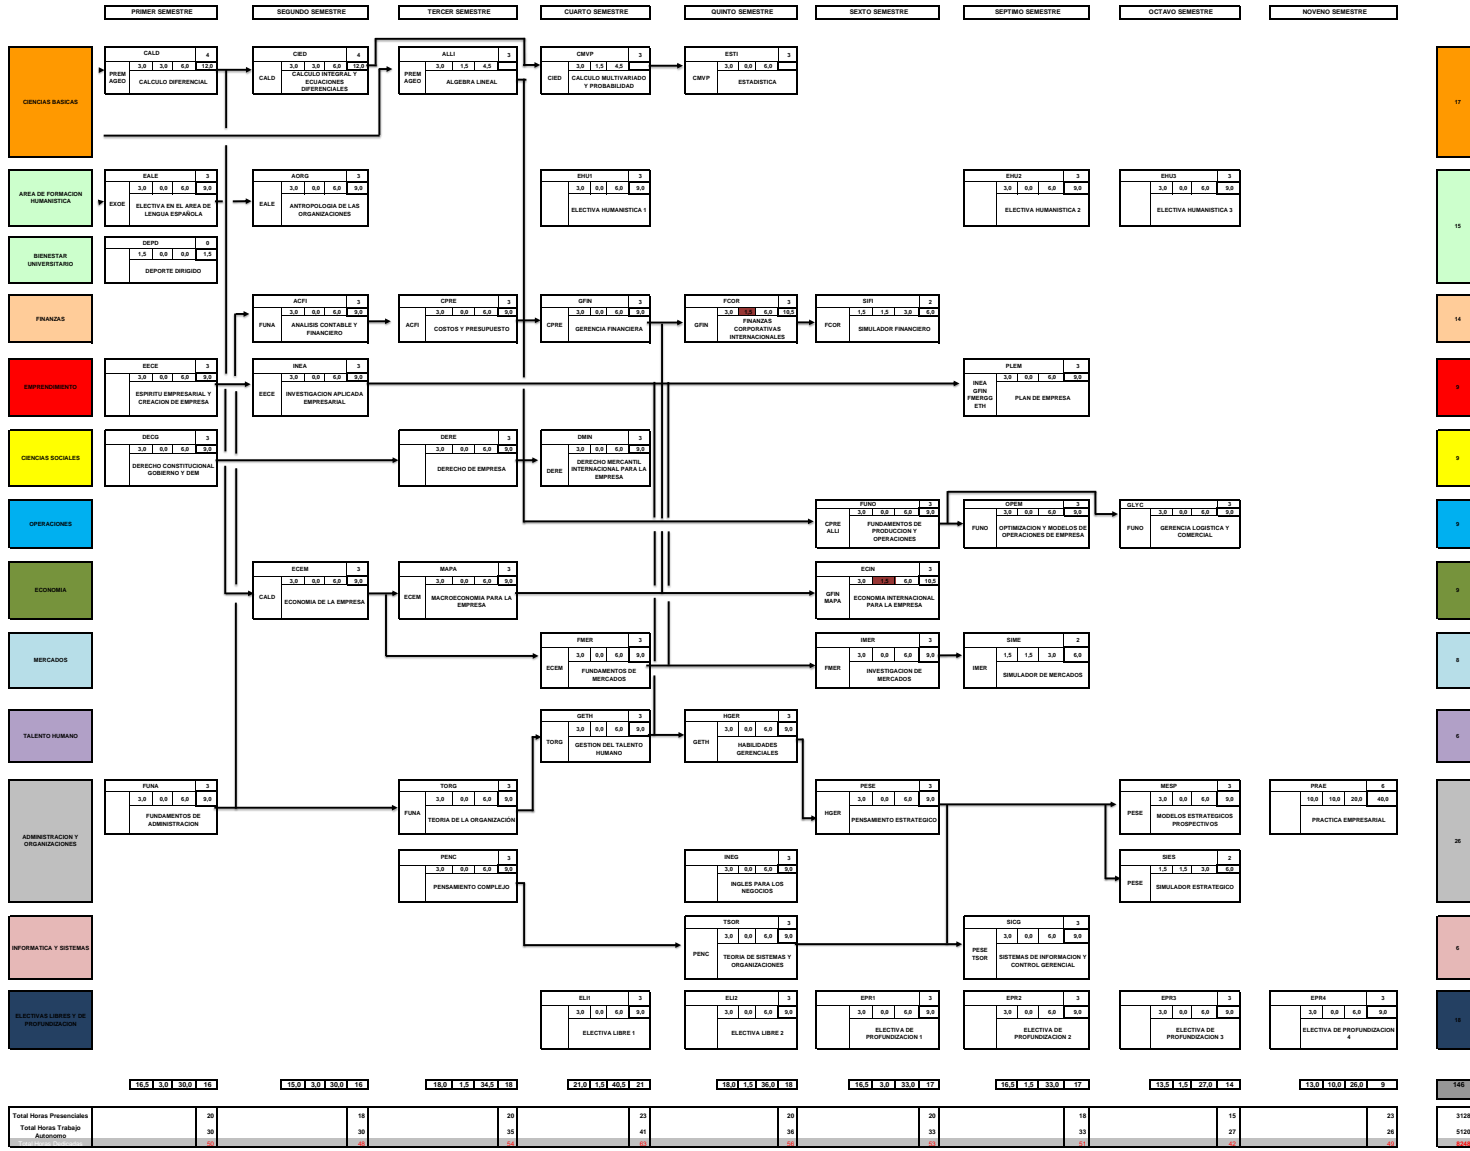 PRIMER SEMESTRE
SEGUNDO SEMESTRE
TERCER SEMESTRE
CUARTO SEMESTRE
QUINTO SEMESTRE
SEXTO SEMESTRE
SEPTIMO SEMESTRE
OCTAVO SEMESTRE
NOVENO SEMESTRE
CIENCIAS BASICAS
CALD 4
3,0 3,0 6,0 12,0
PREM
AGEO
CALCULO DIFERENCIAL
CIED 4
3,0 3,0 6,0 12,0
CALD
CALCULO INTEGRAL Y
ECUACIONES
DIFERENCIALES
ALLI 3
3,0 1,5 4,5
PREM
AGEO
ALGEBRA LINEAL
CMVP 3
3,0 1,5 4,5
CIED
CALCULO MULTIVARIADO
Y PROBABILIDAD
ESTI 3
3,0 0,0 6,0
CMVP
ESTADISTICA
17
AREA DE FORMACION
HUMANISTICA
EALE 3
3,0 0,0 6,0 9,0
EXOE
ELECTIVA EN EL AREA DE
LENGUA ESPAÑOLA
AORG 3
3,0 0,0 6,0 9,0
EALE
ANTROPOLOGIA DE LAS
ORGANIZACIONES
EHU1 3
3,0 0,0 6,0 9,0
ELECTIVA HUMANISTICA 1
EHU2 3
3,0 0,0 6,0 9,0
ELECTIVA HUMANISTICA 2
EHU3 3
3,0 0,0 6,0 9,0
ELECTIVA HUMANISTICA 3
15
BIENESTAR
UNIVERSITARIO
DEPD 0
1,5 0,0 0,0 1,5
DEPORTE DIRIGIDO
FINANZAS
ACFI 3
3,0 0,0 6,0 9,0
FUNA
ANALISIS CONTABLE Y
FINANCIERO
CPRE 3
3,0 0,0 6,0 9,0
ACFI
COSTOS Y PRESUPUESTO
GFIN 3
3,0 0,0 6,0 9,0
CPRE
GERENCIA FINANCIERA
FCOR 3
3,0 1,5 6,0 10,5
GFIN
FINANZAS
CORPORATIVAS
INTERNACIONALES
SIFI 2
1,5 1,5 3,0 6,0
FCOR
SIMULADOR FINANCIERO
14
EMPRENDIMIENTO
EECE 3
3,0 0,0 6,0 9,0
ESPIRITU EMPRESARIAL Y
CREACION DE EMPRESA
INEA 3
3,0 0,0 6,0 9,0
EECE
INVESTIGACION APLICADA
EMPRESARIAL
PLEM 3
3,0 0,0 6,0 9,0
INEA
GFIN
FMERGG
ETH
PLAN DE EMPRESA
9
CIENCIAS SOCIALES
DECG 3
3,0 0,0 6,0 9,0
DERECHO CONSTITUCIONAL
GOBIERNO Y DEM
DERE 3
3,0 0,0 6,0 9,0
DERECHO DE EMPRESA
DMIN 3
3,0 0,0 6,0 9,0
DERE
DERECHO MERCANTIL
INTERNACIONAL PARA LA
EMPRESA
9
OPERACIONES
FUNO 3
3,0 0,0 6,0 9,0
CPRE
ALLI
FUNDAMENTOS DE
PRODUCCION Y
OPERACIONES
OPEM 3
3,0 0,0 6,0 9,0
FUNO
OPTIMIZACION Y MODELOS DE
OPERACIONES DE EMPRESA
GLYC 3
3,0 0,0 6,0 9,0
FUNO
GERENCIA LOGISTICA Y
COMERCIAL
9
ECONOMIA
ECEM 3
3,0 0,0 6,0 9,0
CALD
ECONOMIA DE LA EMPRESA
MAPA 3
3,0 0,0 6,0 9,0
ECEM
MACROECONOMIA PARA LA
EMPRESA
ECIN 3
3,0 1,5 6,0 10,5
GFIN
MAPA
ECONOMIA INTERNACIONAL
PARA LA EMPRESA
9
MERCADOS
FMER 3
3,0 0,0 6,0 9,0
ECEM
FUNDAMENTOS DE
MERCADOS
IMER 3
3,0 0,0 6,0 9,0
FMER
INVESTIGACION DE
MERCADOS
SIME 2
1,5 1,5 3,0 6,0
IMER
SIMULADOR DE MERCADOS
8
TALENTO HUMANO
GETH 3
3,0 0,0 6,0 9,0
TORG
GESTION DEL TALENTO
HUMANO
HGER 3
3,0 0,0 6,0 9,0
GETH
HABILIDADES
GERENCIALES
6
ADMINISTRACION Y
ORGANIZACIONES
FUNA 3
3,0 0,0 6,0 9,0
FUNDAMENTOS DE
ADMINISTRACION
TORG 3
3,0 0,0 6,0 9,0
FUNA
TEORIA DE LA ORGANIZACIÓN
PESE 3
3,0 0,0 6,0 9,0
HGER
PENSAMIENTO ESTRATEGICO
MESP 3
3,0 0,0 6,0 9,0
PESE
MODELOS ESTRATEGICOS
PROSPECTIVOS
PRAE 6
10,0 10,0 20,0 40,0
PRACTICA EMPRESARIAL
26
PENC 3
3,0 0,0 6,0 9,0
PENSAMIENTO COMPLEJO
INEG 3
3,0 0,0 6,0 9,0
INGLES PARA LOS
NEGOCIOS
SIES 2
1,5 1,5 3,0 6,0
PESE
SIMULADOR ESTRATEGICO
INFORMATICA Y SISTEMAS
TSOR 3
3,0 0,0 6,0 9,0
PENC
TEORIA DE SISTEMAS Y
ORGANIZACIONES
SICG 3
3,0 0,0 6,0 9,0
PESE
TSOR
SISTEMAS DE INFORMACION Y
CONTROL GERENCIAL
6
ELECTIVAS LIBRES Y DE
PROFUNDIZACION
ELI1 3
3,0 0,0 6,0 9,0
ELECTIVA LIBRE 1
ELI2 3
3,0 0,0 6,0 9,0
ELECTIVA LIBRE 2
EPR1 3
3,0 0,0 6,0 9,0
ELECTIVA DE
PROFUNDIZACION 1
EPR2 3
3,0 0,0 6,0 9,0
ELECTIVA DE
PROFUNDIZACION 2
EPR3 3
3,0 0,0 6,0 9,0
ELECTIVA DE
PROFUNDIZACION 3
EPR4 3
3,0 0,0 6,0 9,0
ELECTIVA DE PROFUNDIZACION
4
18
16,5 3,0 30,0 16
15,0 3,0 30,0 16
18,0 1,5 34,5 18
21,0 1,5 40,5 21
18,0 1,5 36,0 18
16,5 3,0 33,0 17
16,5 1,5 33,0 17
13,5 1,5 27,0 14
13,0 10,0 26,0 9
146
Total Horas Presenciales 20 18 20 23 20 20 18 15 23 3128
Total Horas Trabajo
Autonomo 30 30 35 41 36 33 33 27 26 5120
50 48 54 63 56 53 51 42 49 8248